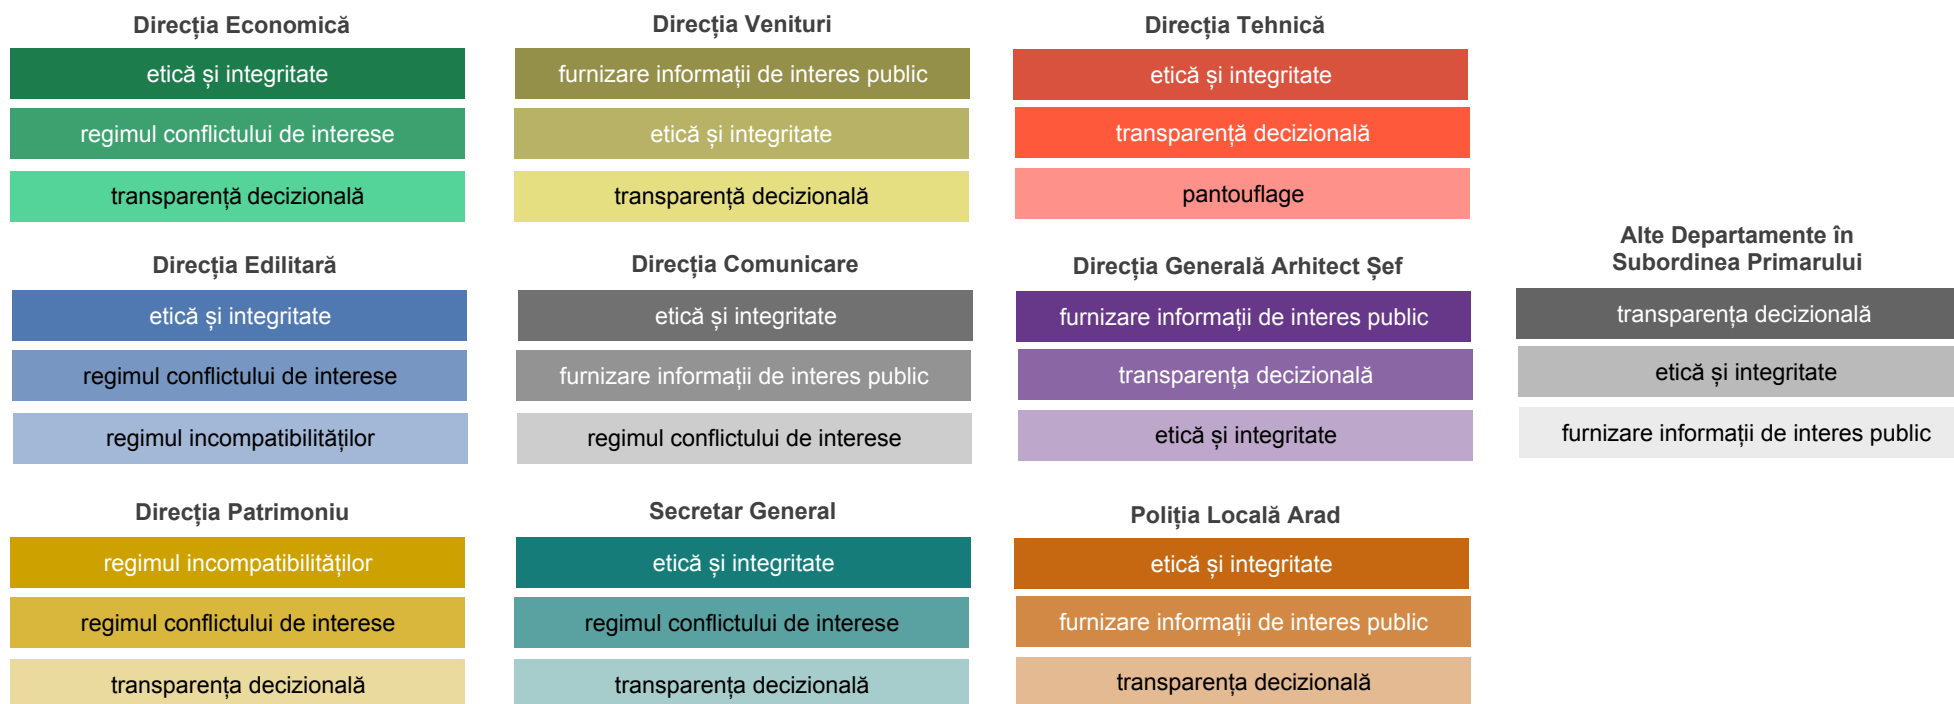 Direcția Economică
etică și integritate
regimul conflictului de interese
transparență decizională
Direcția Venituri
furnizare informații de interes public
etică și integritate
transparență decizională
Direcția Tehnică
etică și integritate
transparență decizională
pantouflage
Direcția Edilitară
etică și integritate
regimul conflictului de interese
regimul incompatibilităților
Direcția Comunicare
etică și integritate
furnizare informații de interes public
regimul conflictului de interese
Direcția Generală Arhitect Șef
furnizare informații de interes public
transparența decizională
etică și integritate
Alte Departamente în
Subordinea Primarului
transparența decizională
etică și integritate
furnizare informații de interes public
Direcția Patrimoniu
regimul incompatibilităților
regimul conflictului de interese
transparența decizională
Secretar General
etică și integritate
regimul conflictului de interese
transparența decizională
Poliția Locală Arad
etică și integritate
furnizare informații de interes public
transparența decizională